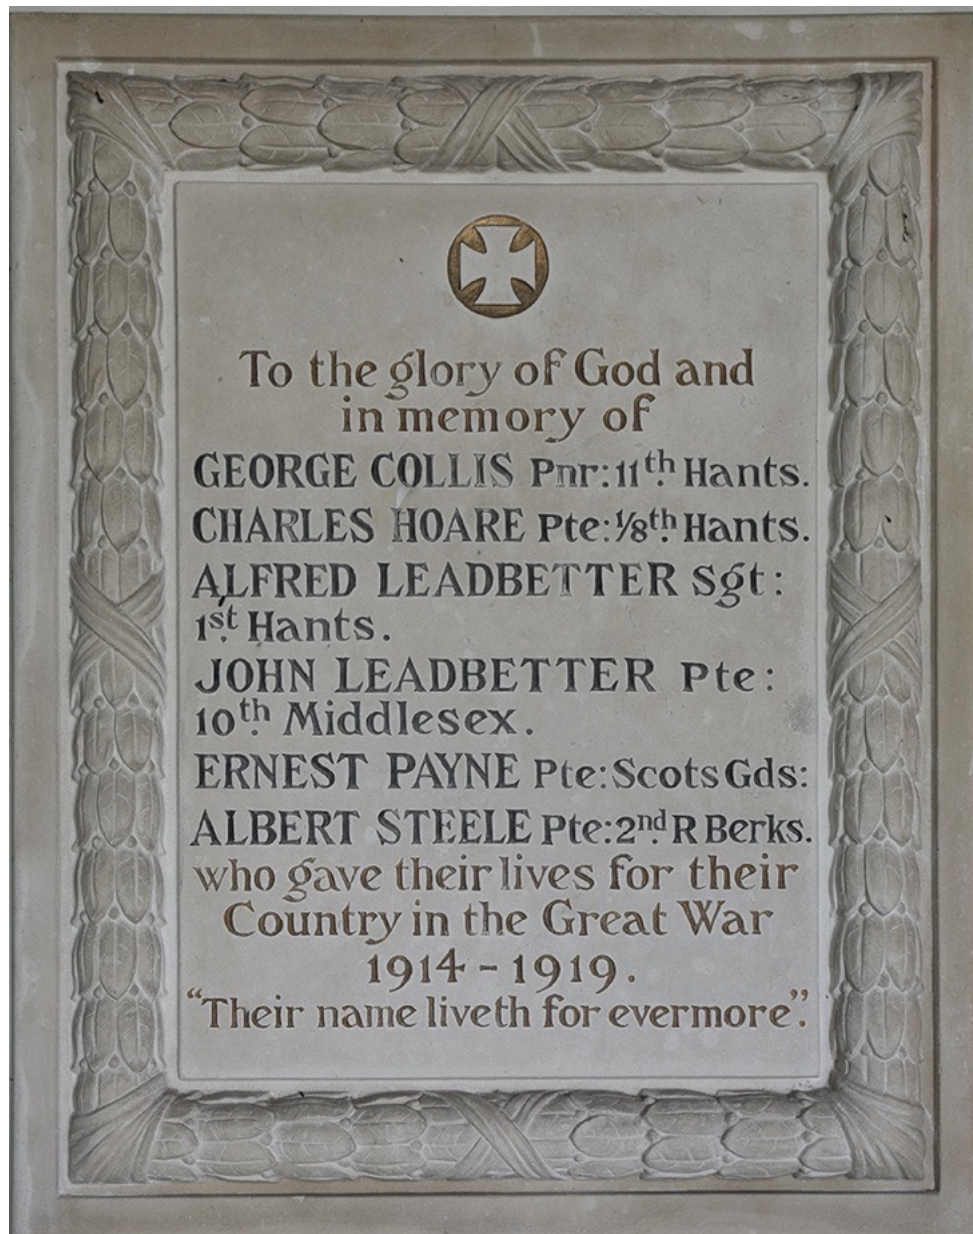 To the glory of God and
in memory of
GEORGE COLLIS Pnr: 11th. Hants.
CHARLES HOARE Pte: 1/8th. Hants.
ALFRED LEADBETTER Sgt:
1st. Hants.
JOHN LEADBETTER Pte:
10th. Middlesex.
ERNEST PAYNE Pte: Scots Gds:
ALBERT STEELE Pte: 2nd. R Berks.
who gave their lives for their
Country in the Great War
1914 - 1919.
“Their name liveth for evermore”.